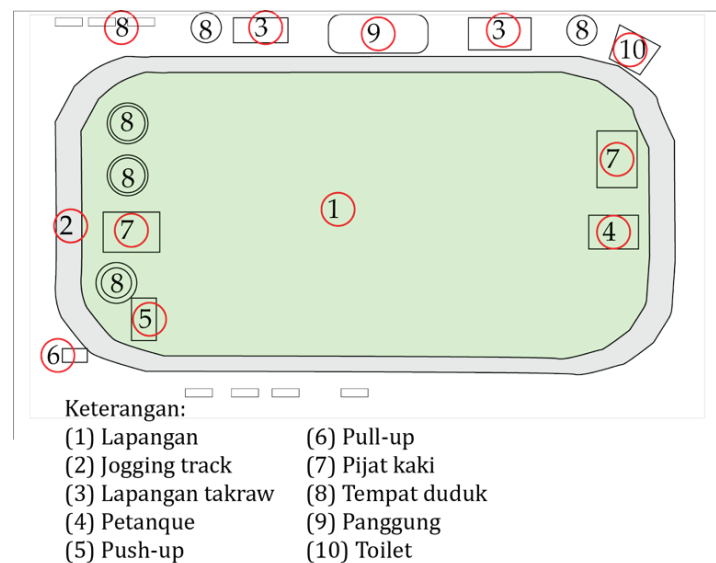 8 8 3 9 3 8 10
8
8 7
2 7 1 4
8
5
6
Keterangan:
(1) Lapangan
(2) Jogging track
(3) Lapangan takraw
(4) Petanque
(5) Push-up
(6) Pull-up
(7) Pijat kaki
(8) Tempat duduk
(9) Panggung
(10) Toilet